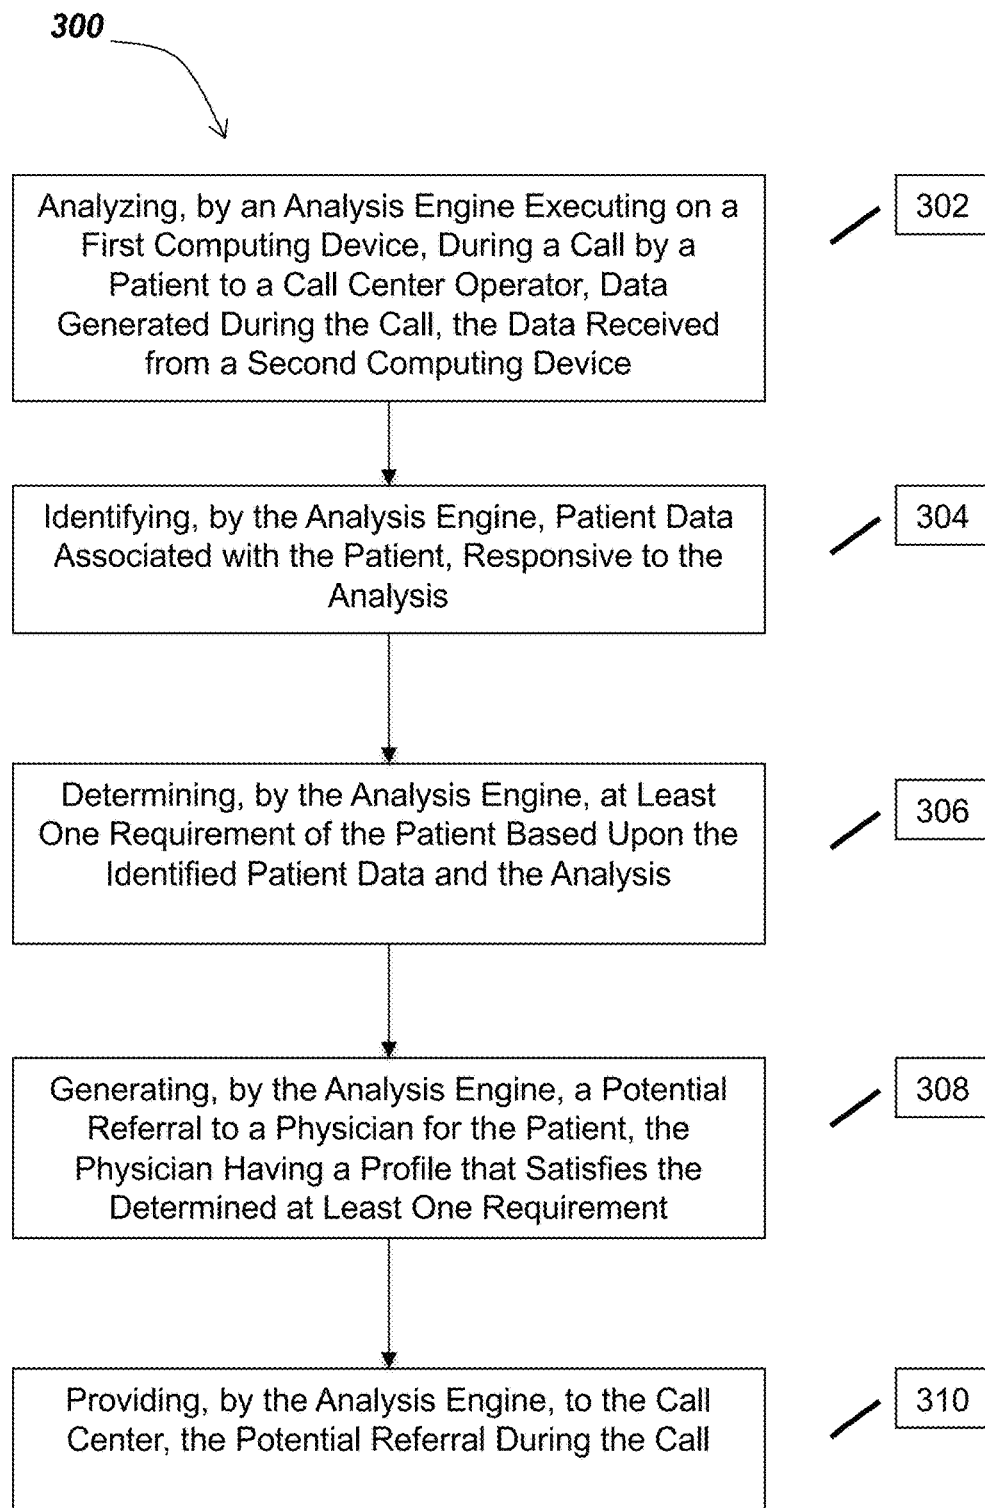 300
Analyzing, by an Analysis Engine Executing on a
First Computing Device, During a Call by a
Patient to a Call Center Operator, Data
Generated During the Call, the Data Received
from a Second Computing Device
302
Identifying, by the Analysis Engine, Patient Data
Associated with the Patient, Responsive to the
Analysis
304
Determining, by the Analysis Engine, at Least
One Requirement of the Patient Based Upon the
Identified Patient Data and the Analysis
306
Generating, by the Analysis Engine, a Potential
Referral to a Physician for the Patient, the
Physician Having a Profile that Satisfies the
Determined at Least One Requirement
308
Providing, by the Analysis Engine, to the Call
Center, the Potential Referral During the Call
310